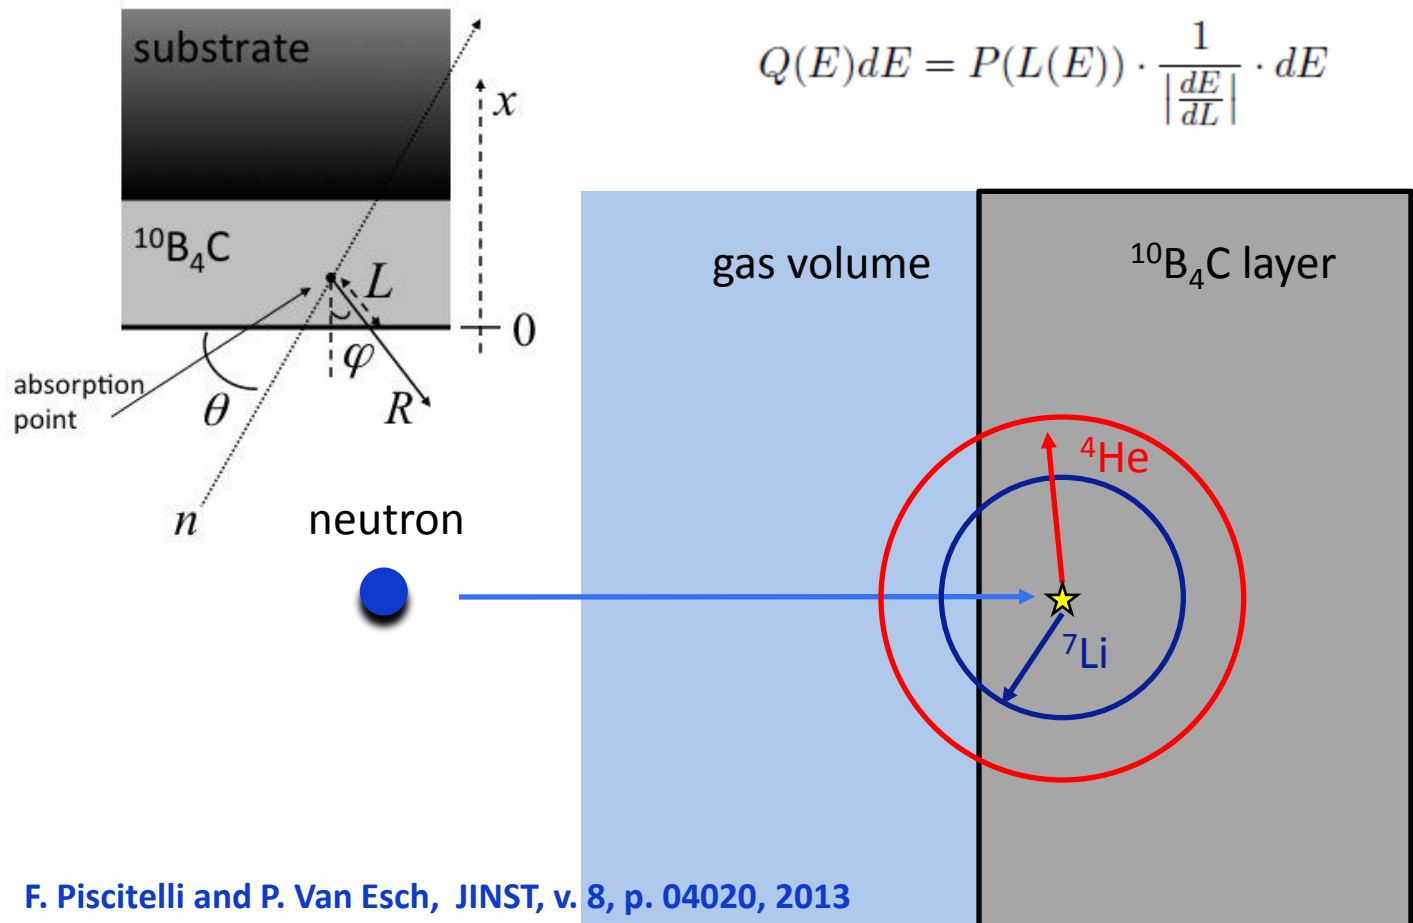 substrate
x
Q(E)dE = P(L(E)) · 1 / |dE/dL| · dE
¹⁰B₄C
L
0
φ
absorption
point
θ
R
n
neutron
gas volume
¹⁰B₄C layer
⁴He
⁷Li
F. Piscitelli and P. Van Esch, JINST, v. 8, p. 04020, 2013